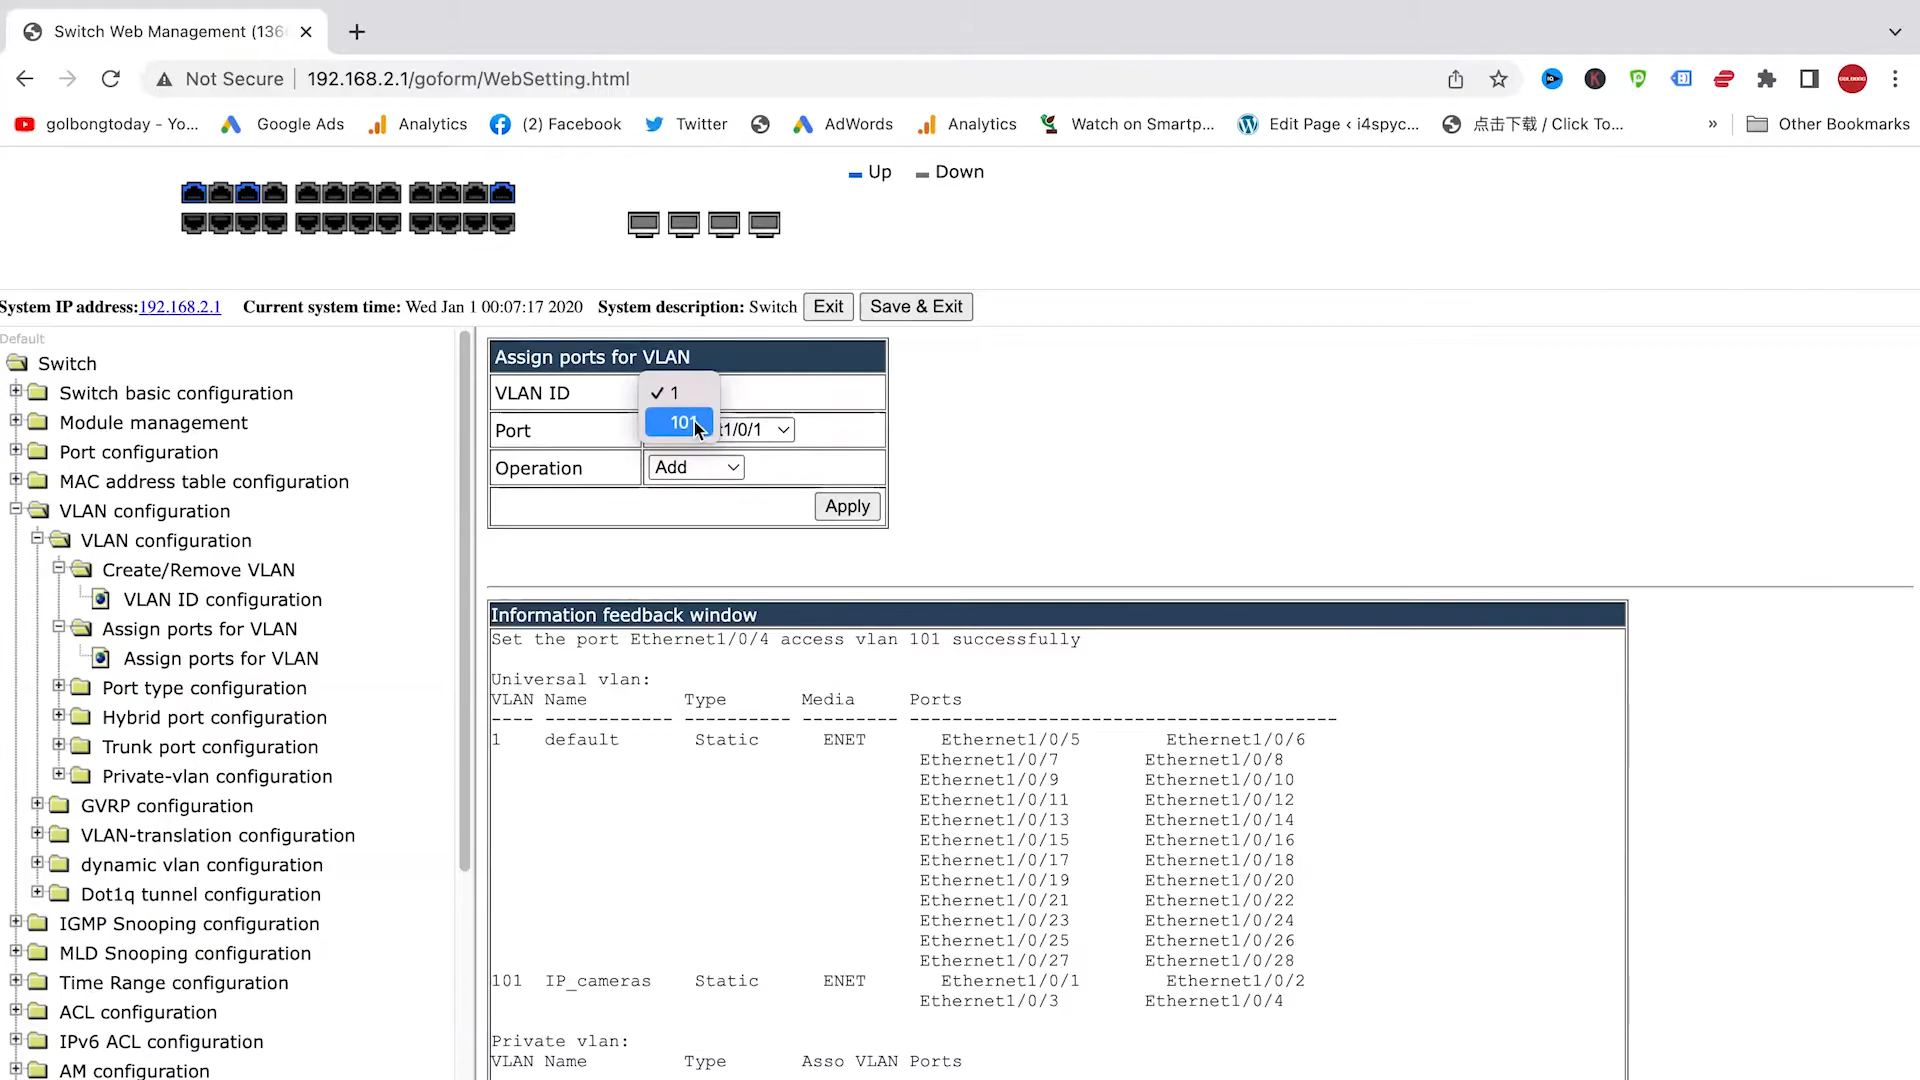 Switch Web Management (136
Not Secure 192.168.2.1/goform/WebSetting.html
golbongtoday - Yo... Google Ads Analytics (2) Facebook Twitter AdWords Analytics Watch on Smartp... Edit Page ‹ i4spyc... 点击下载 / Click To... » Other Bookmarks
Up Down
System IP address:192.168.2.1 Current system time: Wed Jan 1 00:07:17 2020 System description: Switch Exit Save & Exit
Default
Switch
Switch basic configuration
Module management
Port configuration
MAC address table configuration
VLAN configuration
VLAN configuration
Create/Remove VLAN
VLAN ID configuration
Assign ports for VLAN
Assign ports for VLAN
Port type configuration
Hybrid port configuration
Trunk port configuration
Private-vlan configuration
GVRP configuration
VLAN-translation configuration
dynamic vlan configuration
Dot1q tunnel configuration
IGMP Snooping configuration
MLD Snooping configuration
Time Range configuration
ACL configuration
IPv6 ACL configuration
AM configuration
Assign ports for VLAN
VLAN ID ✓ 1
101
Port t1/0/1
Operation Add
Apply
Information feedback window
Set the port Ethernet1/0/4 access vlan 101 successfully
Universal vlan:
VLAN Name Type Media Ports
---- ------------ ---------- --------- ----------------------------------------
1 default Static ENET Ethernet1/0/5 Ethernet1/0/6
Ethernet1/0/7 Ethernet1/0/8
Ethernet1/0/9 Ethernet1/0/10
Ethernet1/0/11 Ethernet1/0/12
Ethernet1/0/13 Ethernet1/0/14
Ethernet1/0/15 Ethernet1/0/16
Ethernet1/0/17 Ethernet1/0/18
Ethernet1/0/19 Ethernet1/0/20
Ethernet1/0/21 Ethernet1/0/22
Ethernet1/0/23 Ethernet1/0/24
Ethernet1/0/25 Ethernet1/0/26
Ethernet1/0/27 Ethernet1/0/28
101 IP_cameras Static ENET Ethernet1/0/1 Ethernet1/0/2
Ethernet1/0/3 Ethernet1/0/4
Private vlan:
VLAN Name Type Asso VLAN Ports